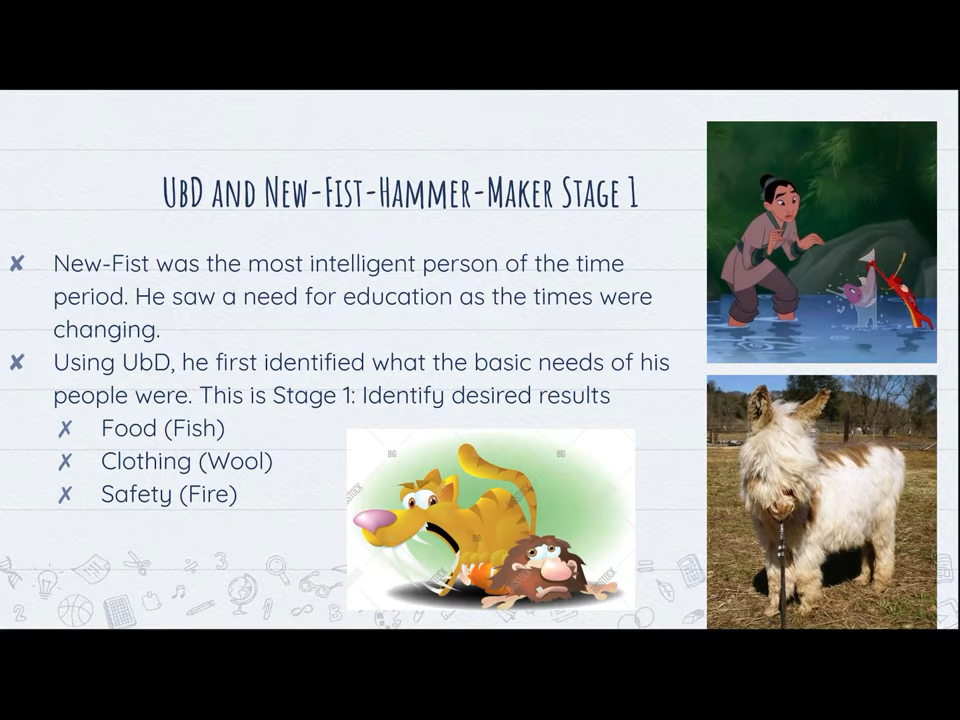 UbD and New-Fist-Hammer-Maker Stage 1
✘ New-Fist was the most intelligent person of the time
period. He saw a need for education as the times were
changing.
✘ Using UbD, he first identified what the basic needs of his
people were. This is Stage 1: Identify desired results
✗ Food (Fish)
✗ Clothing (Wool)
✗ Safety (Fire)
BIG
BIG